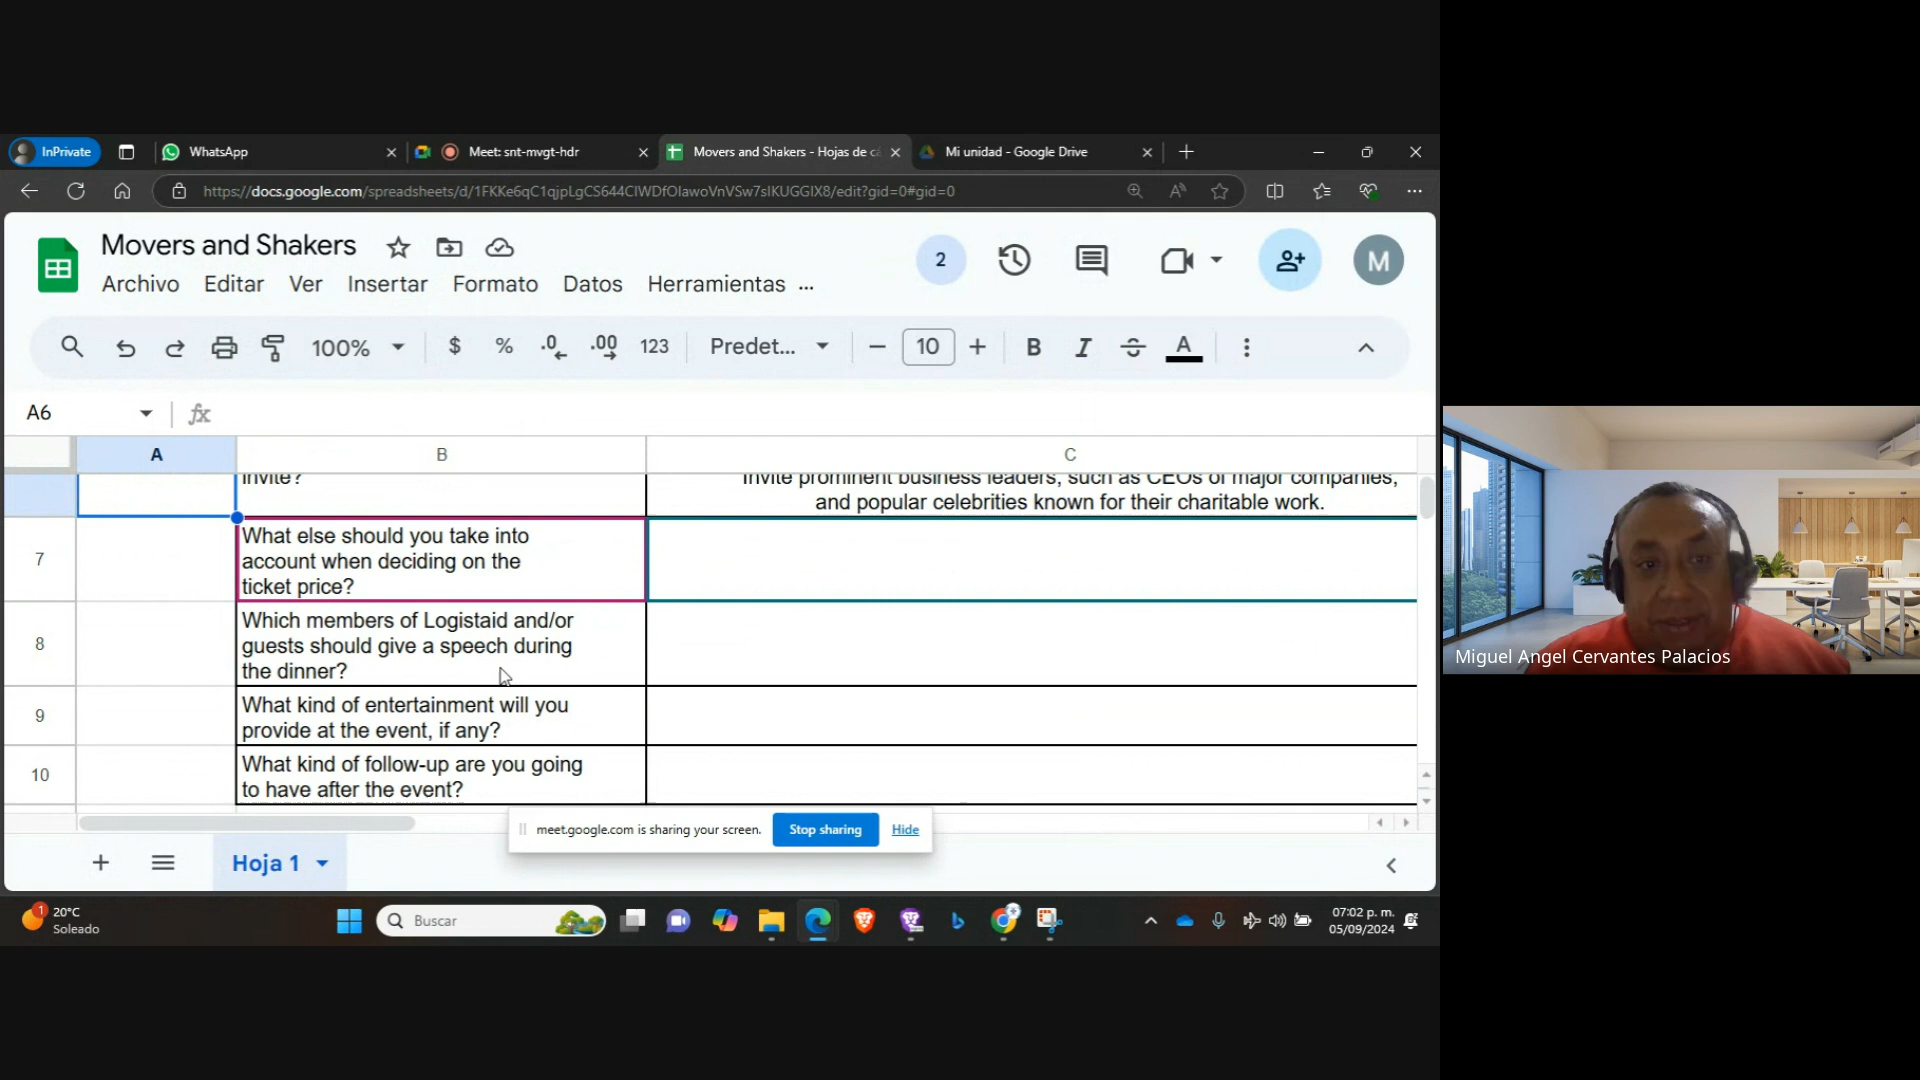 InPrivate
WhatsApp
Meet: snt-mvgt-hdr
Movers and Shakers - Hojas de cá
Mi unidad - Google Drive
https://docs.google.com/spreadsheets/d/1FKKe6qC1qjpLgCS644CIWDfOlawoVnVSw7slKUGGIX8/edit?gid=0#gid=0
Movers and Shakers
2
M
Archivo Editar Ver Insertar Formato Datos Herramientas ...
100% $ % .0 .00 123 Predet... 10 B I A
A6 fx
A B C
invite?
Invite prominent business leaders, such as CEOs of major companies,
and popular celebrities known for their charitable work.
7
What else should you take into
account when deciding on the
ticket price?
8
Which members of Logistaid and/or
guests should give a speech during
the dinner?
9
What kind of entertainment will you
provide at the event, if any?
10
What kind of follow-up are you going
to have after the event?
meet.google.com is sharing your screen. Stop sharing Hide
Hoja 1
1
20°C
Soleado
Buscar
07:02 p. m.
05/09/2024
Miguel Angel Cervantes Palacios